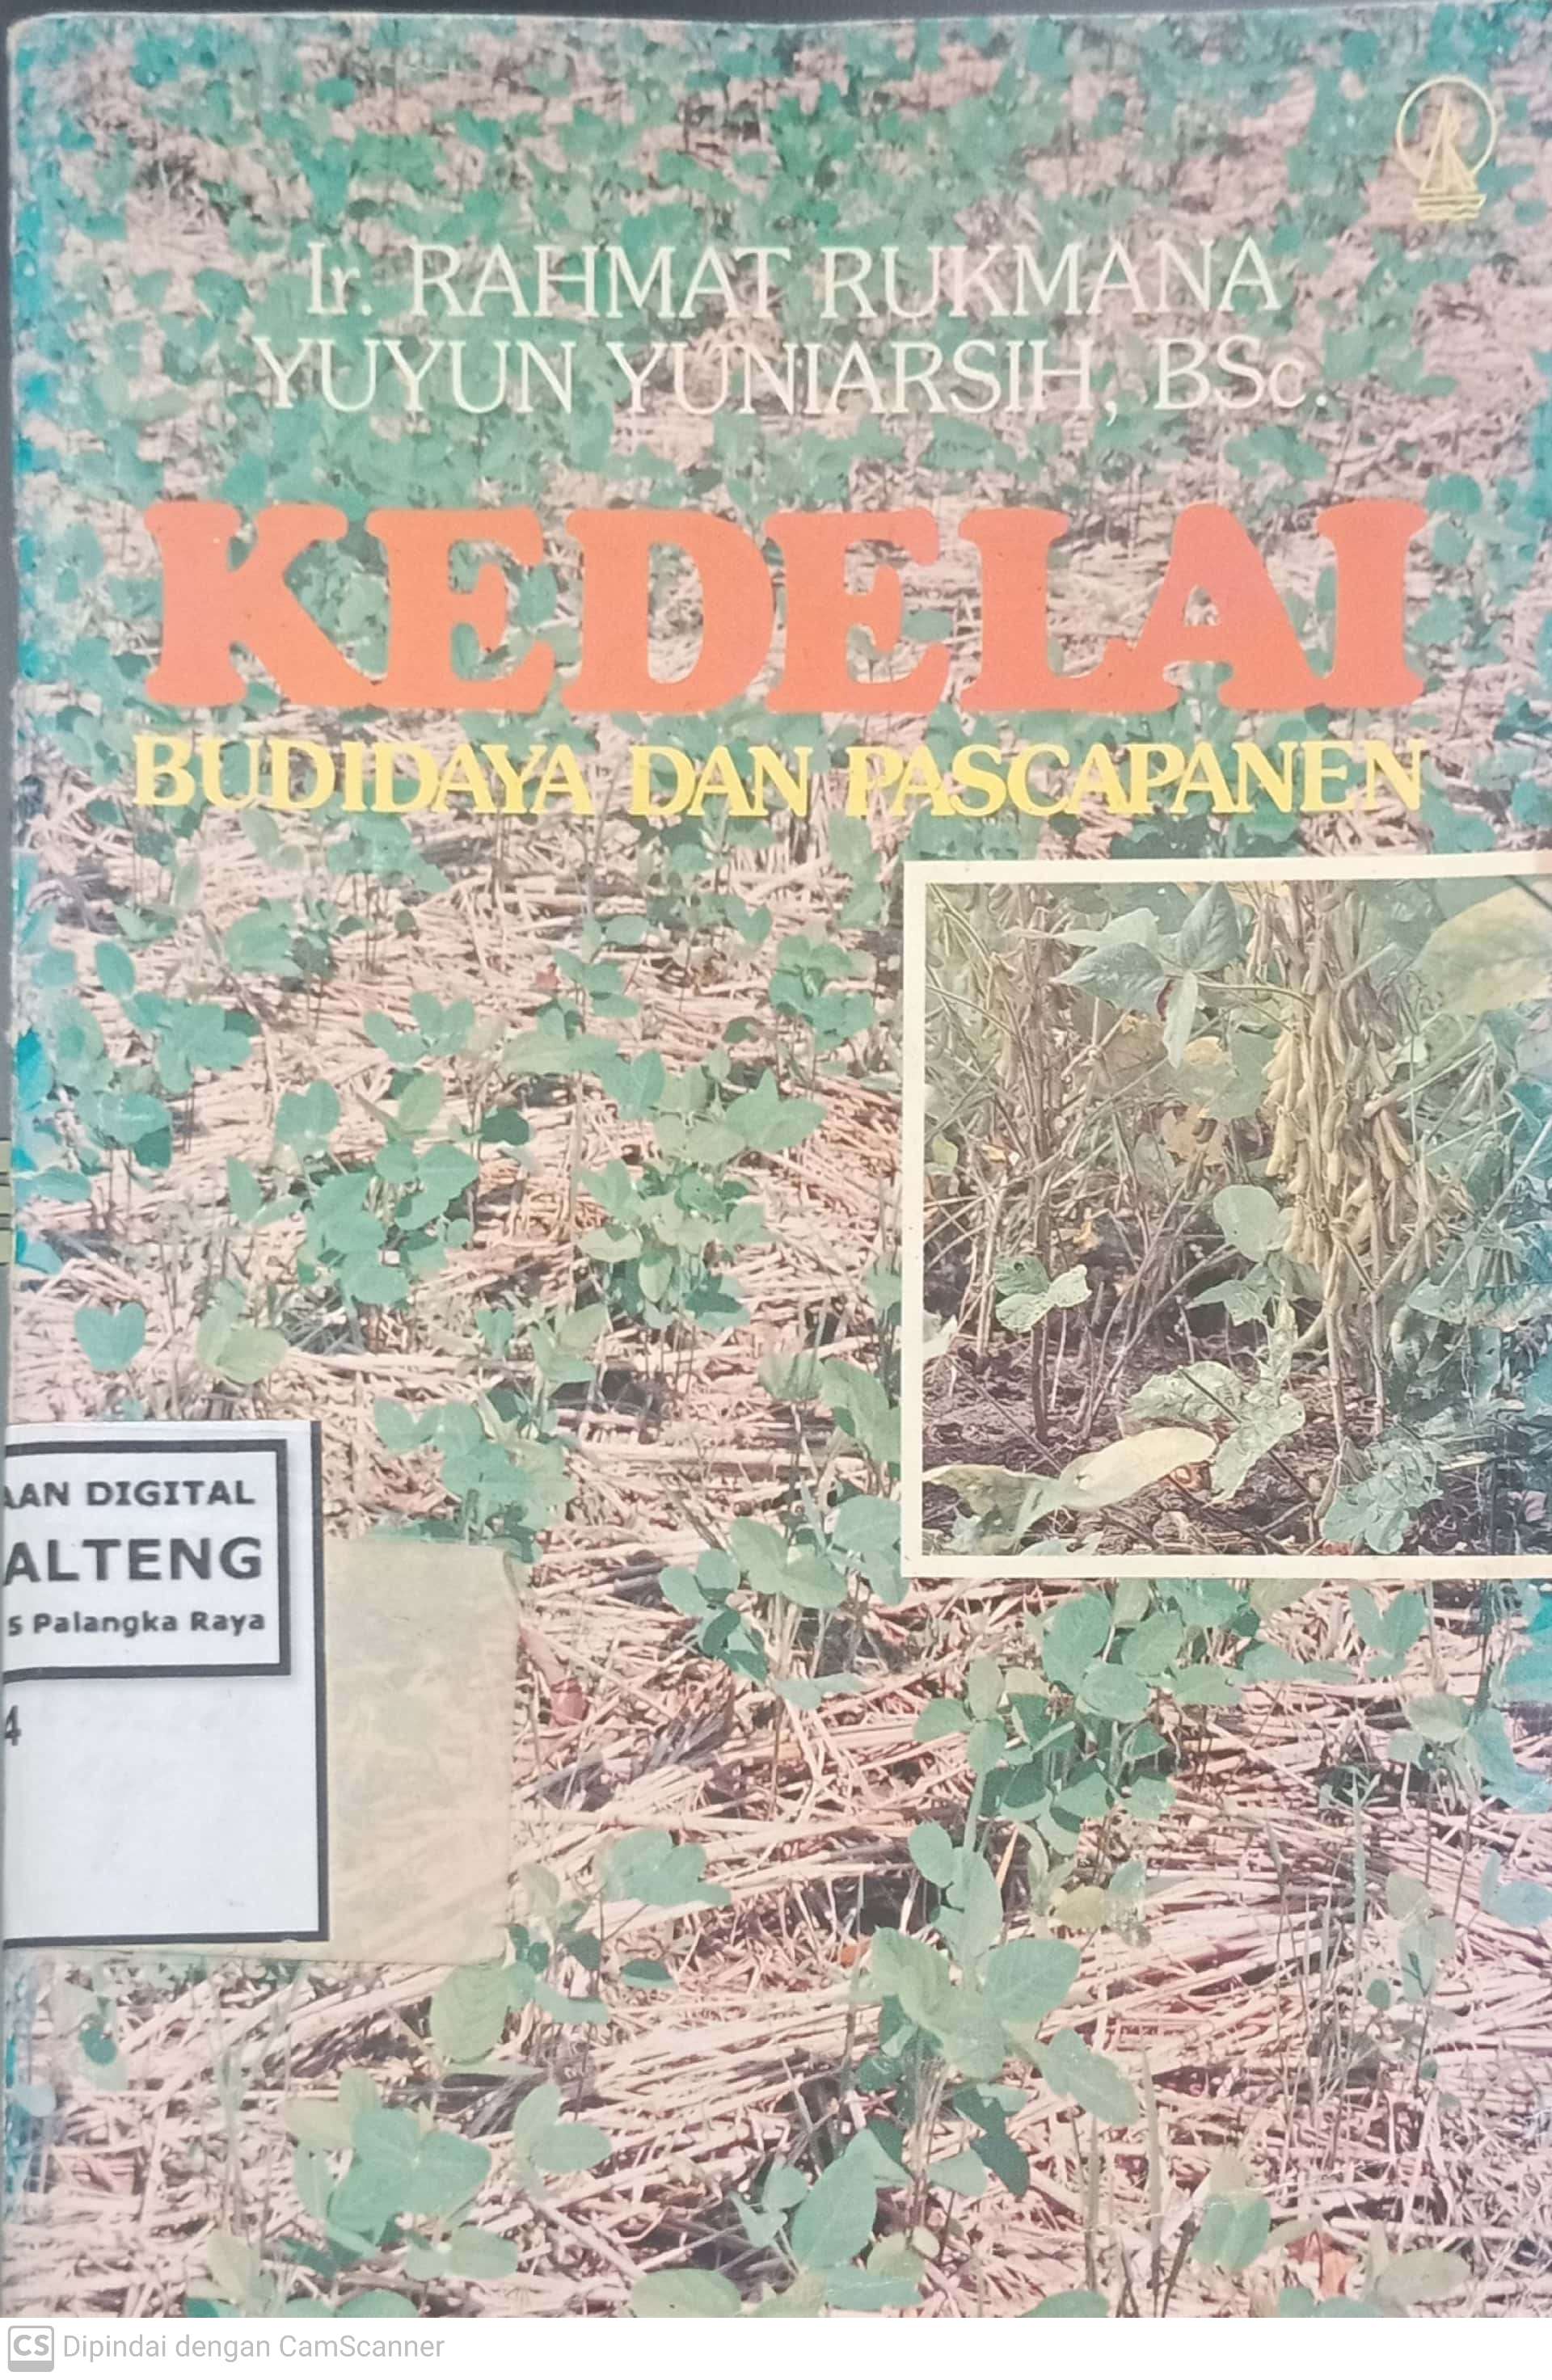 Ir. RAHMAT RUKMANA
YUYUN YUNIARSIH, BSc.
KEDELAI
BUDIDAYA DAN PASCAPANEN
AAN DIGITAL
ALTENG
s Palangka Raya
4
CS Dipindai dengan CamScanner